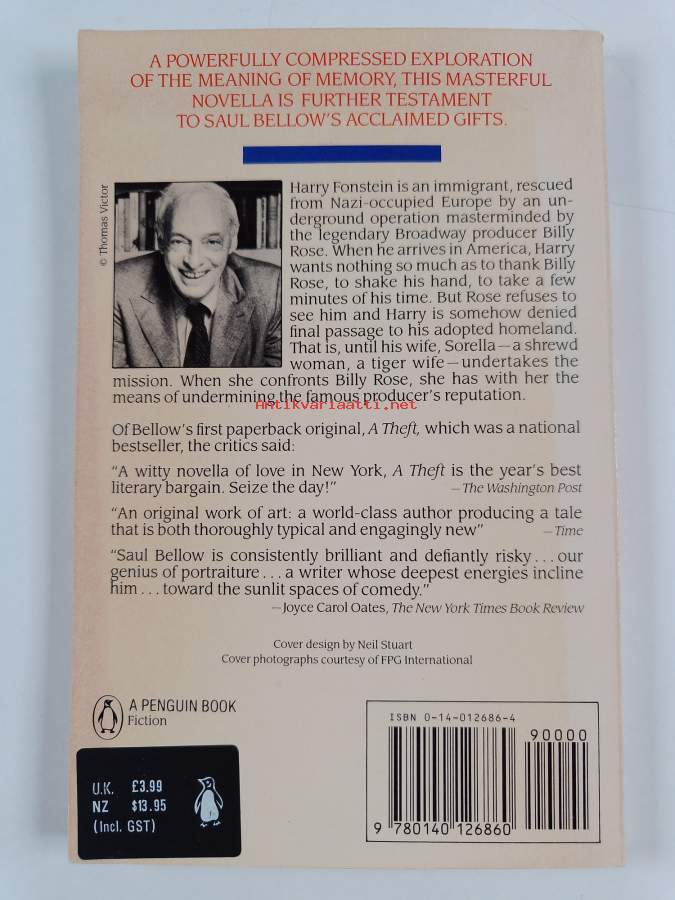 A POWERFULLY COMPRESSED EXPLORATION
OF THE MEANING OF MEMORY, THIS MASTERFUL
NOVELLA IS FURTHER TESTAMENT
TO SAUL BELLOW'S ACCLAIMED GIFTS.
© Thomas Victor
Harry Fonstein is an immigrant, rescued
from Nazi-occupied Europe by an un-
derground operation masterminded by
the legendary Broadway producer Billy
Rose. When he arrives in America, Harry
wants nothing so much as to thank Billy
Rose, to shake his hand, to take a few
minutes of his time. But Rose refuses to
see him and Harry is somehow denied
final passage to his adopted homeland.
That is, until his wife, Sorella—a shrewd
woman, a tiger wife—undertakes the
mission. When she confronts Billy Rose, she has with her the
means of undermining the famous producer's reputation.
Antikvariaatti.net
Of Bellow's first paperback original, A Theft, which was a national
bestseller, the critics said:
"A witty novella of love in New York, A Theft is the year's best
literary bargain. Seize the day!" —The Washington Post
"An original work of art: a world-class author producing a tale
that is both thoroughly typical and engagingly new" —Time
"Saul Bellow is consistently brilliant and defiantly risky . . . our
genius of portraiture . . . a writer whose deepest energies incline
him . . . toward the sunlit spaces of comedy."
—Joyce Carol Oates, The New York Times Book Review
Cover design by Neil Stuart
Cover photographs courtesy of FPG International
A PENGUIN BOOK
Fiction
ISBN 0-14-012686-4
90000
9 780140 126860
U.K. £3.99
NZ $13.95
(Incl. GST)